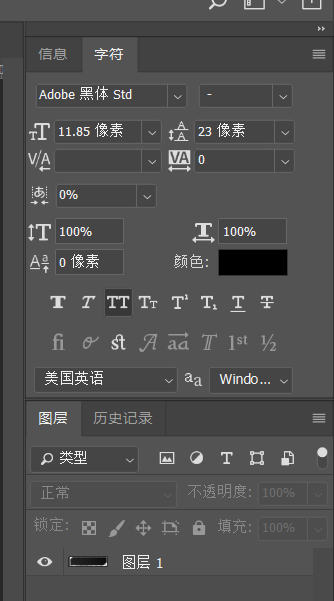 信息 字符
Adobe 黑体 Std -
11.85 像素 23 像素
V/A VA 0
0%
100% 100%
0 像素 颜色:
T T TT Tт T¹ T₁ T T
fi st A aa T 1st ½
美国英语 aa Windo...
图层 历史记录
类型
正常 不透明度: 100%
锁定: 填充: 100%
图层 1